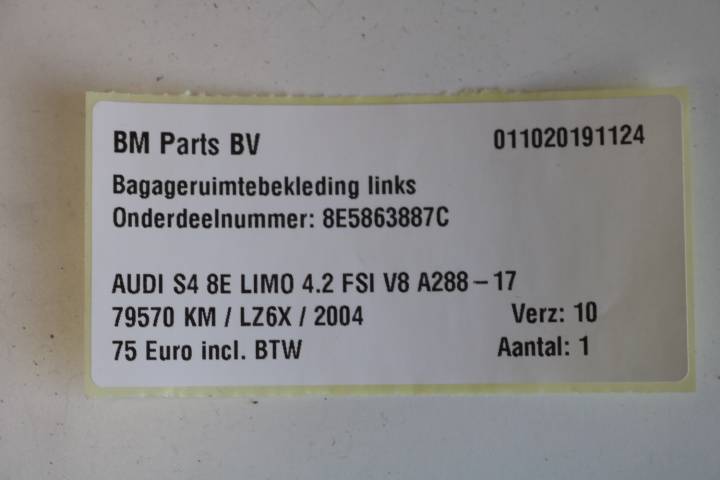 BM Parts BV 011020191124
Bagageruimtebekleding links
Onderdeelnummer: 8E5863887C
AUDI S4 8E LIMO 4.2 FSI V8 A288 – 17
79570 KM / LZ6X / 2004 Verz: 10
75 Euro incl. BTW Aantal: 1